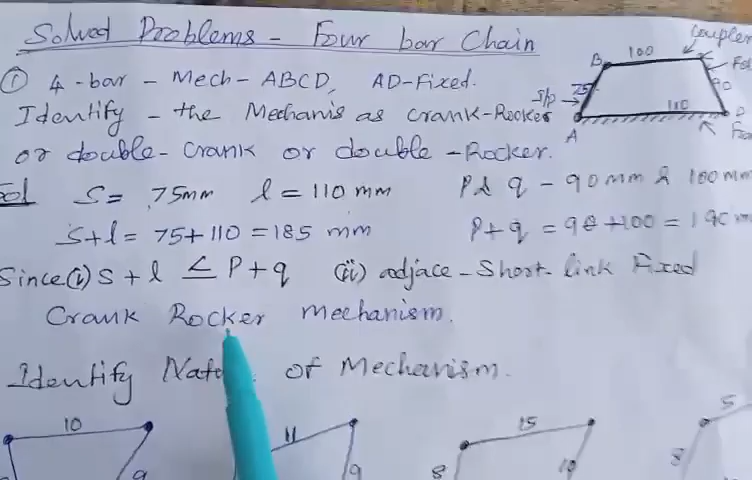 Solved Problems - Four bar Chain
① 4-bar - Mech- ABCD, AD-Fixed.
Identify - the Mechanis as crank-Rocker
or double-Crank or double-Rocker.
Sol S = 75mm l = 110 mm P & q - 90mm & 100mm
S+l = 75+110 = 185 mm P+q = 90+100 = 190 m
Since (i) S+l ≤ P+q (ii) adjace-Short link Fixed
Crank Rocker mechanism.
Identify of Mechanism.
Coupler
B 100
75
90
I/p
110
A
D
10
9
11
9
15
8
10
5
8